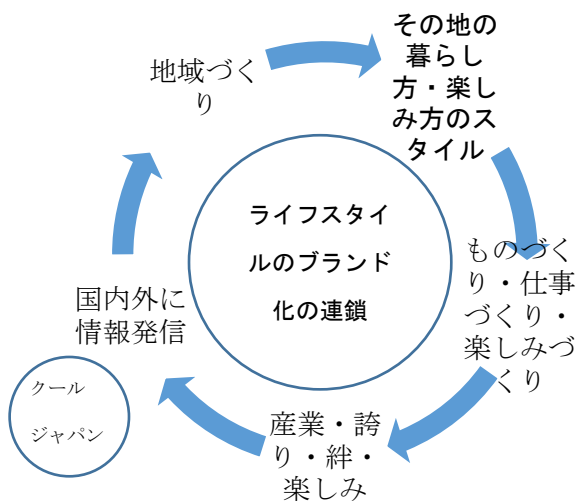 地域づく
り
その地の
暮らし
方・楽し
み方のス
タイル
ライフスタイ
ルのブランド
化の連鎖
ものづく
り・仕事
づくり・
楽しみづ
くり
産業・誇
り・絆・
楽しみ
国内外に
情報発信
クール
ジャパン